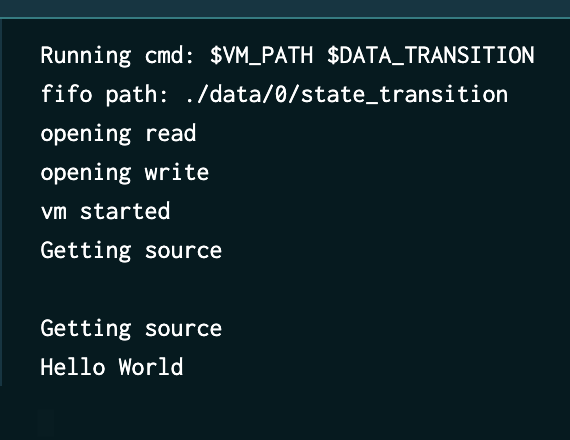 Running cmd: $VM_PATH $DATA_TRANSITION
fifo path: ./data/0/state_transition
opening read
opening write
vm started
Getting source
Getting source
Hello World